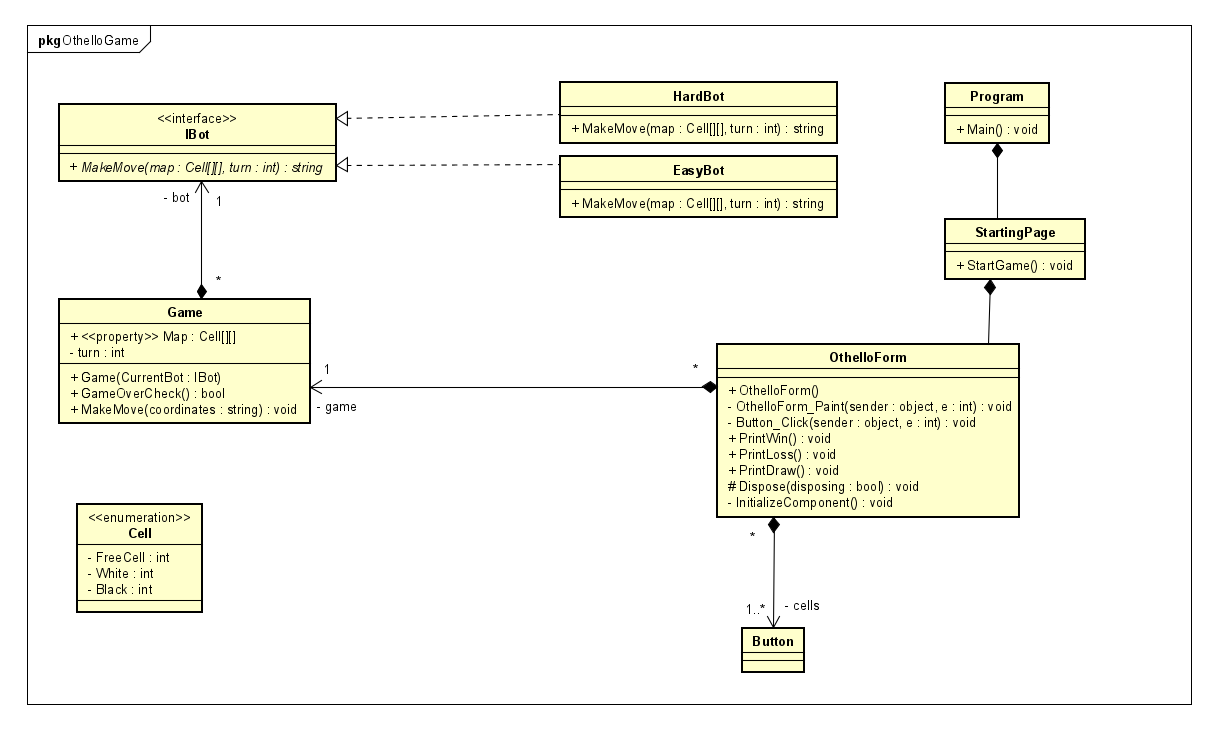 pkg OthelloGame
<<interface>>
IBot
+ MakeMove(map : Cell[][], turn : int) : string
HardBot
+ MakeMove(map : Cell[][], turn : int) : string
EasyBot
+ MakeMove(map : Cell[][], turn : int) : string
Program
+ Main() : void
StartingPage
+ StartGame() : void
- bot
1
*
Game
+ <<property>> Map : Cell[][]
- turn : int
+ Game(CurrentBot : IBot)
+ GameOverCheck() : bool
+ MakeMove(coordinates : string) : void
1
- game
*
OthelloForm
+ OthelloForm()
- OthelloForm_Paint(sender : object, e : int) : void
- Button_Click(sender : object, e : int) : void
+ PrintWin() : void
+ PrintLoss() : void
+ PrintDraw() : void
# Dispose(disposing : bool) : void
- InitializeComponent() : void
<<enumeration>>
Cell
- FreeCell : int
- White : int
- Black : int
*
1..*
- cells
Button